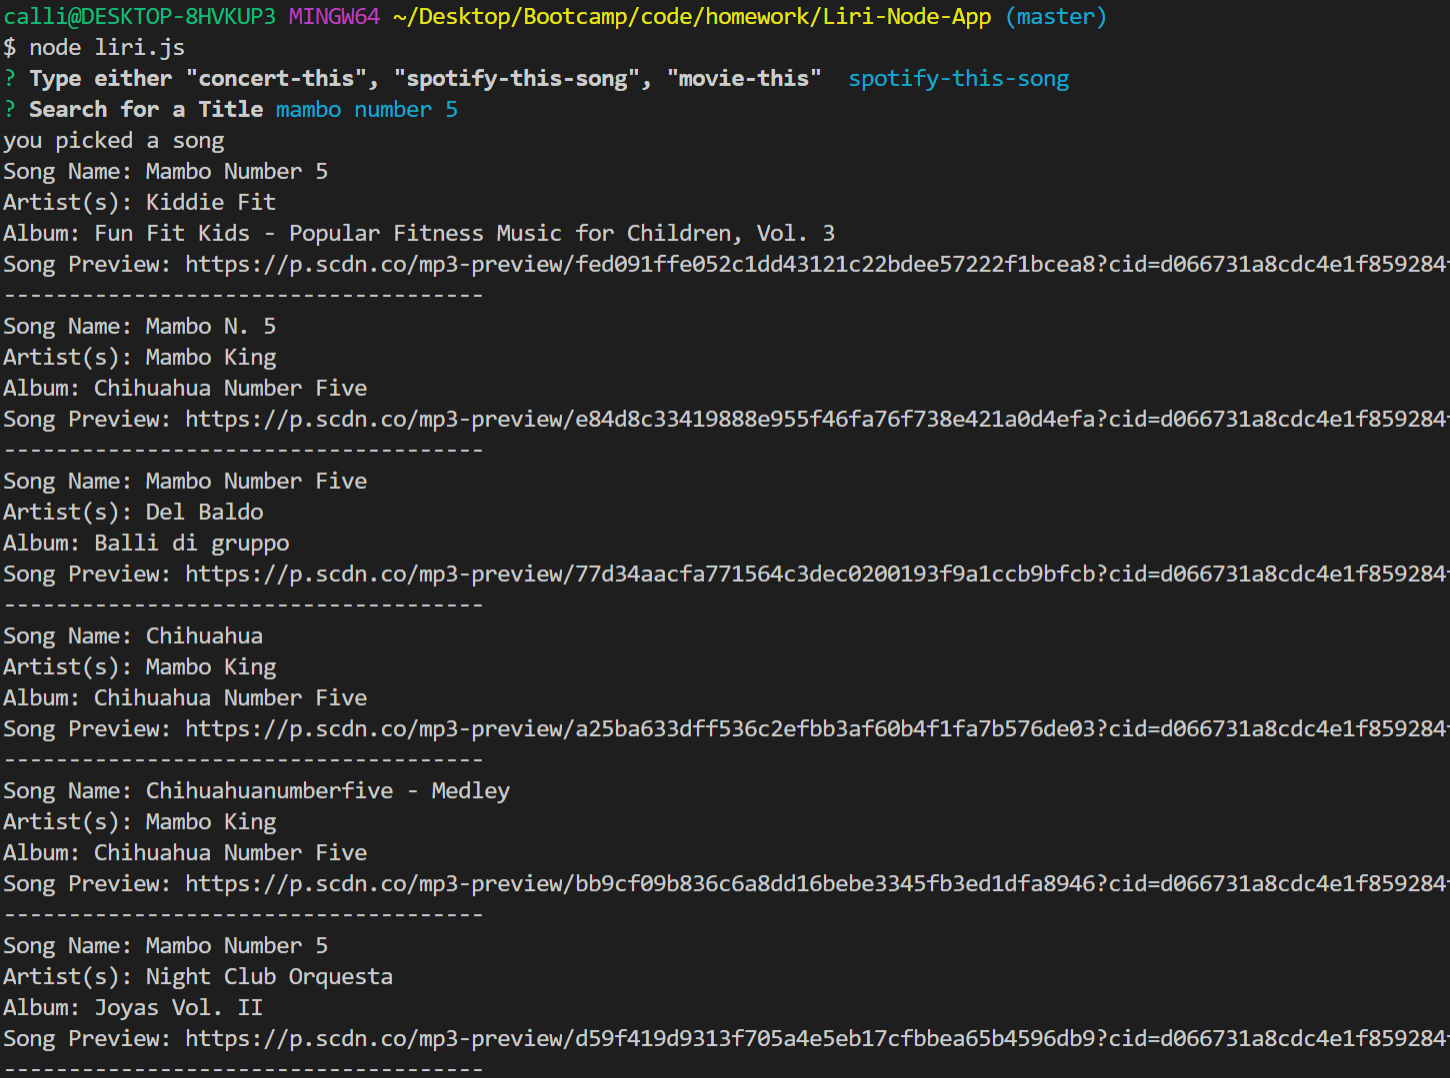 calli@DESKTOP-8HVKUP3 MINGW64 ~/Desktop/Bootcamp/code/homework/Liri-Node-App (master)
$ node liri.js
? Type either "concert-this", "spotify-this-song", "movie-this"  spotify-this-song
? Search for a Title mambo number 5
you picked a song
Song Name: Mambo Number 5
Artist(s): Kiddie Fit
Album: Fun Fit Kids - Popular Fitness Music for Children, Vol. 3
Song Preview: https://p.scdn.co/mp3-preview/fed091ffe052c1dd43121c22bdee57222f1bcea8?cid=d066731a8cdc4e1f859284f
-------------------------------------
Song Name: Mambo N. 5
Artist(s): Mambo King
Album: Chihuahua Number Five
Song Preview: https://p.scdn.co/mp3-preview/e84d8c33419888e955f46fa76f738e421a0d4efa?cid=d066731a8cdc4e1f859284f
-------------------------------------
Song Name: Mambo Number Five
Artist(s): Del Baldo
Album: Balli di gruppo
Song Preview: https://p.scdn.co/mp3-preview/77d34aacfa771564c3dec0200193f9a1ccb9bfcb?cid=d066731a8cdc4e1f859284f
-------------------------------------
Song Name: Chihuahua
Artist(s): Mambo King
Album: Chihuahua Number Five
Song Preview: https://p.scdn.co/mp3-preview/a25ba633dff536c2efbb3af60b4f1fa7b576de03?cid=d066731a8cdc4e1f859284f
-------------------------------------
Song Name: Chihuahuanumberfive - Medley
Artist(s): Mambo King
Album: Chihuahua Number Five
Song Preview: https://p.scdn.co/mp3-preview/bb9cf09b836c6a8dd16bebe3345fb3ed1dfa8946?cid=d066731a8cdc4e1f859284f
-------------------------------------
Song Name: Mambo Number 5
Artist(s): Night Club Orquesta
Album: Joyas Vol. II
Song Preview: https://p.scdn.co/mp3-preview/d59f419d9313f705a4e5eb17cfbbea65b4596db9?cid=d066731a8cdc4e1f859284f
-------------------------------------